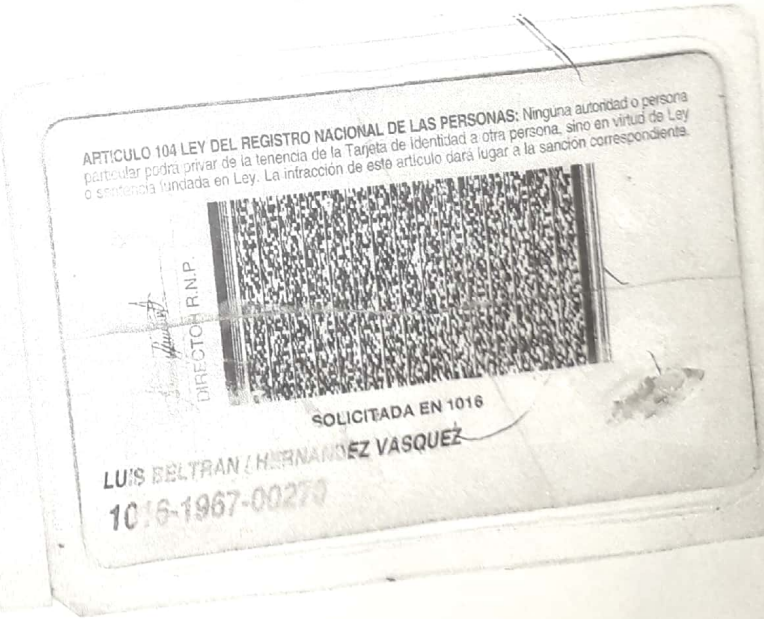 ARTICULO 104 LEY DEL REGISTRO NACIONAL DE LAS PERSONAS: Ninguna autoridad o persona
particular podra privar de la tenencia de la Tarjeta de Identidad a otra persona, sino en virtud de Ley
o sentencia fundada en Ley. La infracción de este articulo dará lugar a la sanción correspondiente.
DIRECTOR R.N.P.
SOLICITADA EN 1016
LUIS BELTRAN / HERNANDEZ VASQUEZ